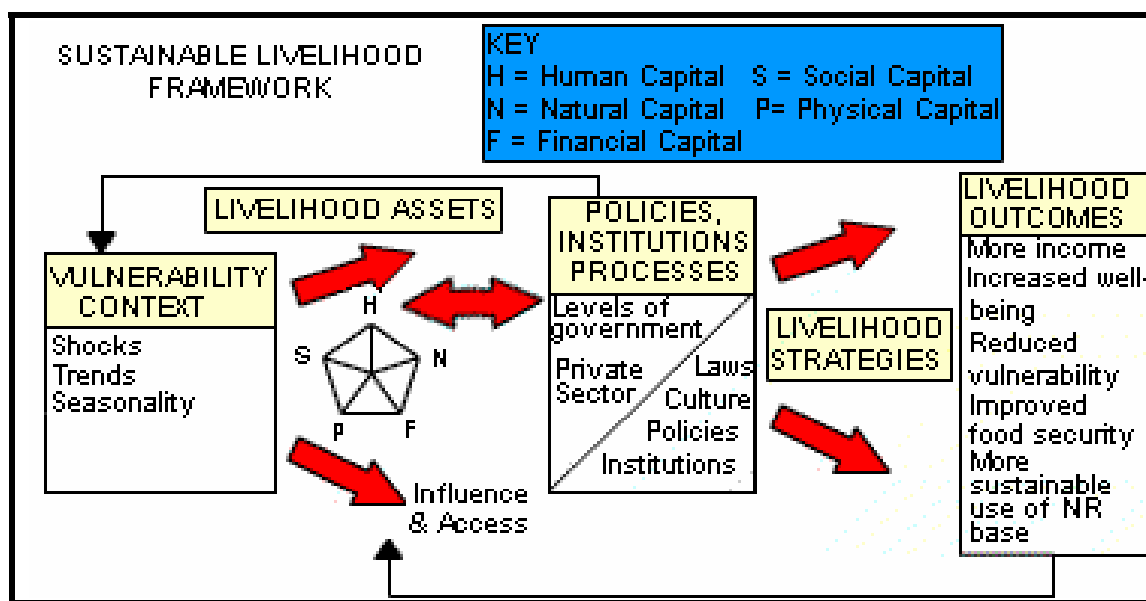 SUSTAINABLE LIVELIHOOD
FRAMEWORK
KEY
H = Human Capital S = Social Capital
N = Natural Capital P= Physical Capital
F = Financial Capital
LIVELIHOOD ASSETS
VULNERABILITY
CONTEXT
Shocks
Trends
Seasonality
H
S
N
P
F
Influence
& Access
POLICIES,
INSTITUTIONS
PROCESSES
Levels of
government
Private
Sector
Laws
Culture
Policies
Institutions
LIVELIHOOD
STRATEGIES
LIVELIHOOD
OUTCOMES
More income
Increased well-
being
Reduced
vulnerability
Improved
food security
More
sustainable
use of NR
base